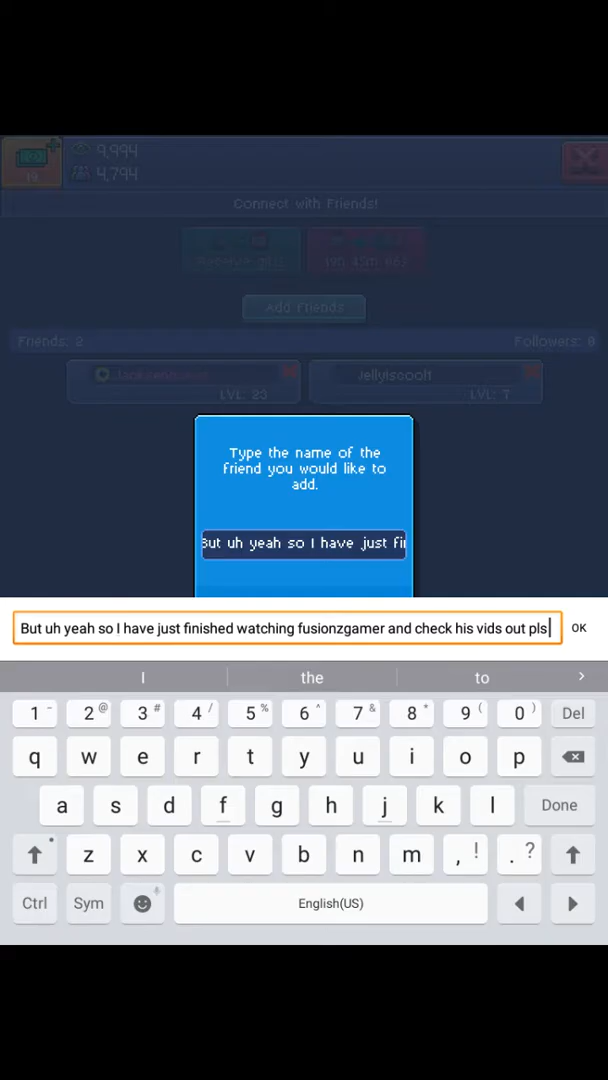 19
9,994
4,794
Connect with Friends!
Receive gifts
Add Friends
Friends: 2
Followers: 0
LVL: 23
Jellyiscoolt
LVL: 7
Type the name of the
friend you would like to
add.
But uh yeah so I have just fi
But uh yeah so I have just finished watching fusionzgamer and check his vids out pls
OK
I the to
1 - 2 @ 3 # 4 / 5 % 6 ^ 7 & 8 * 9 ( 0 ) Del
q w e r t y u i o p
a s d f g h j k l Done
z x c v b n m , ! . ?
Ctrl Sym English(US)